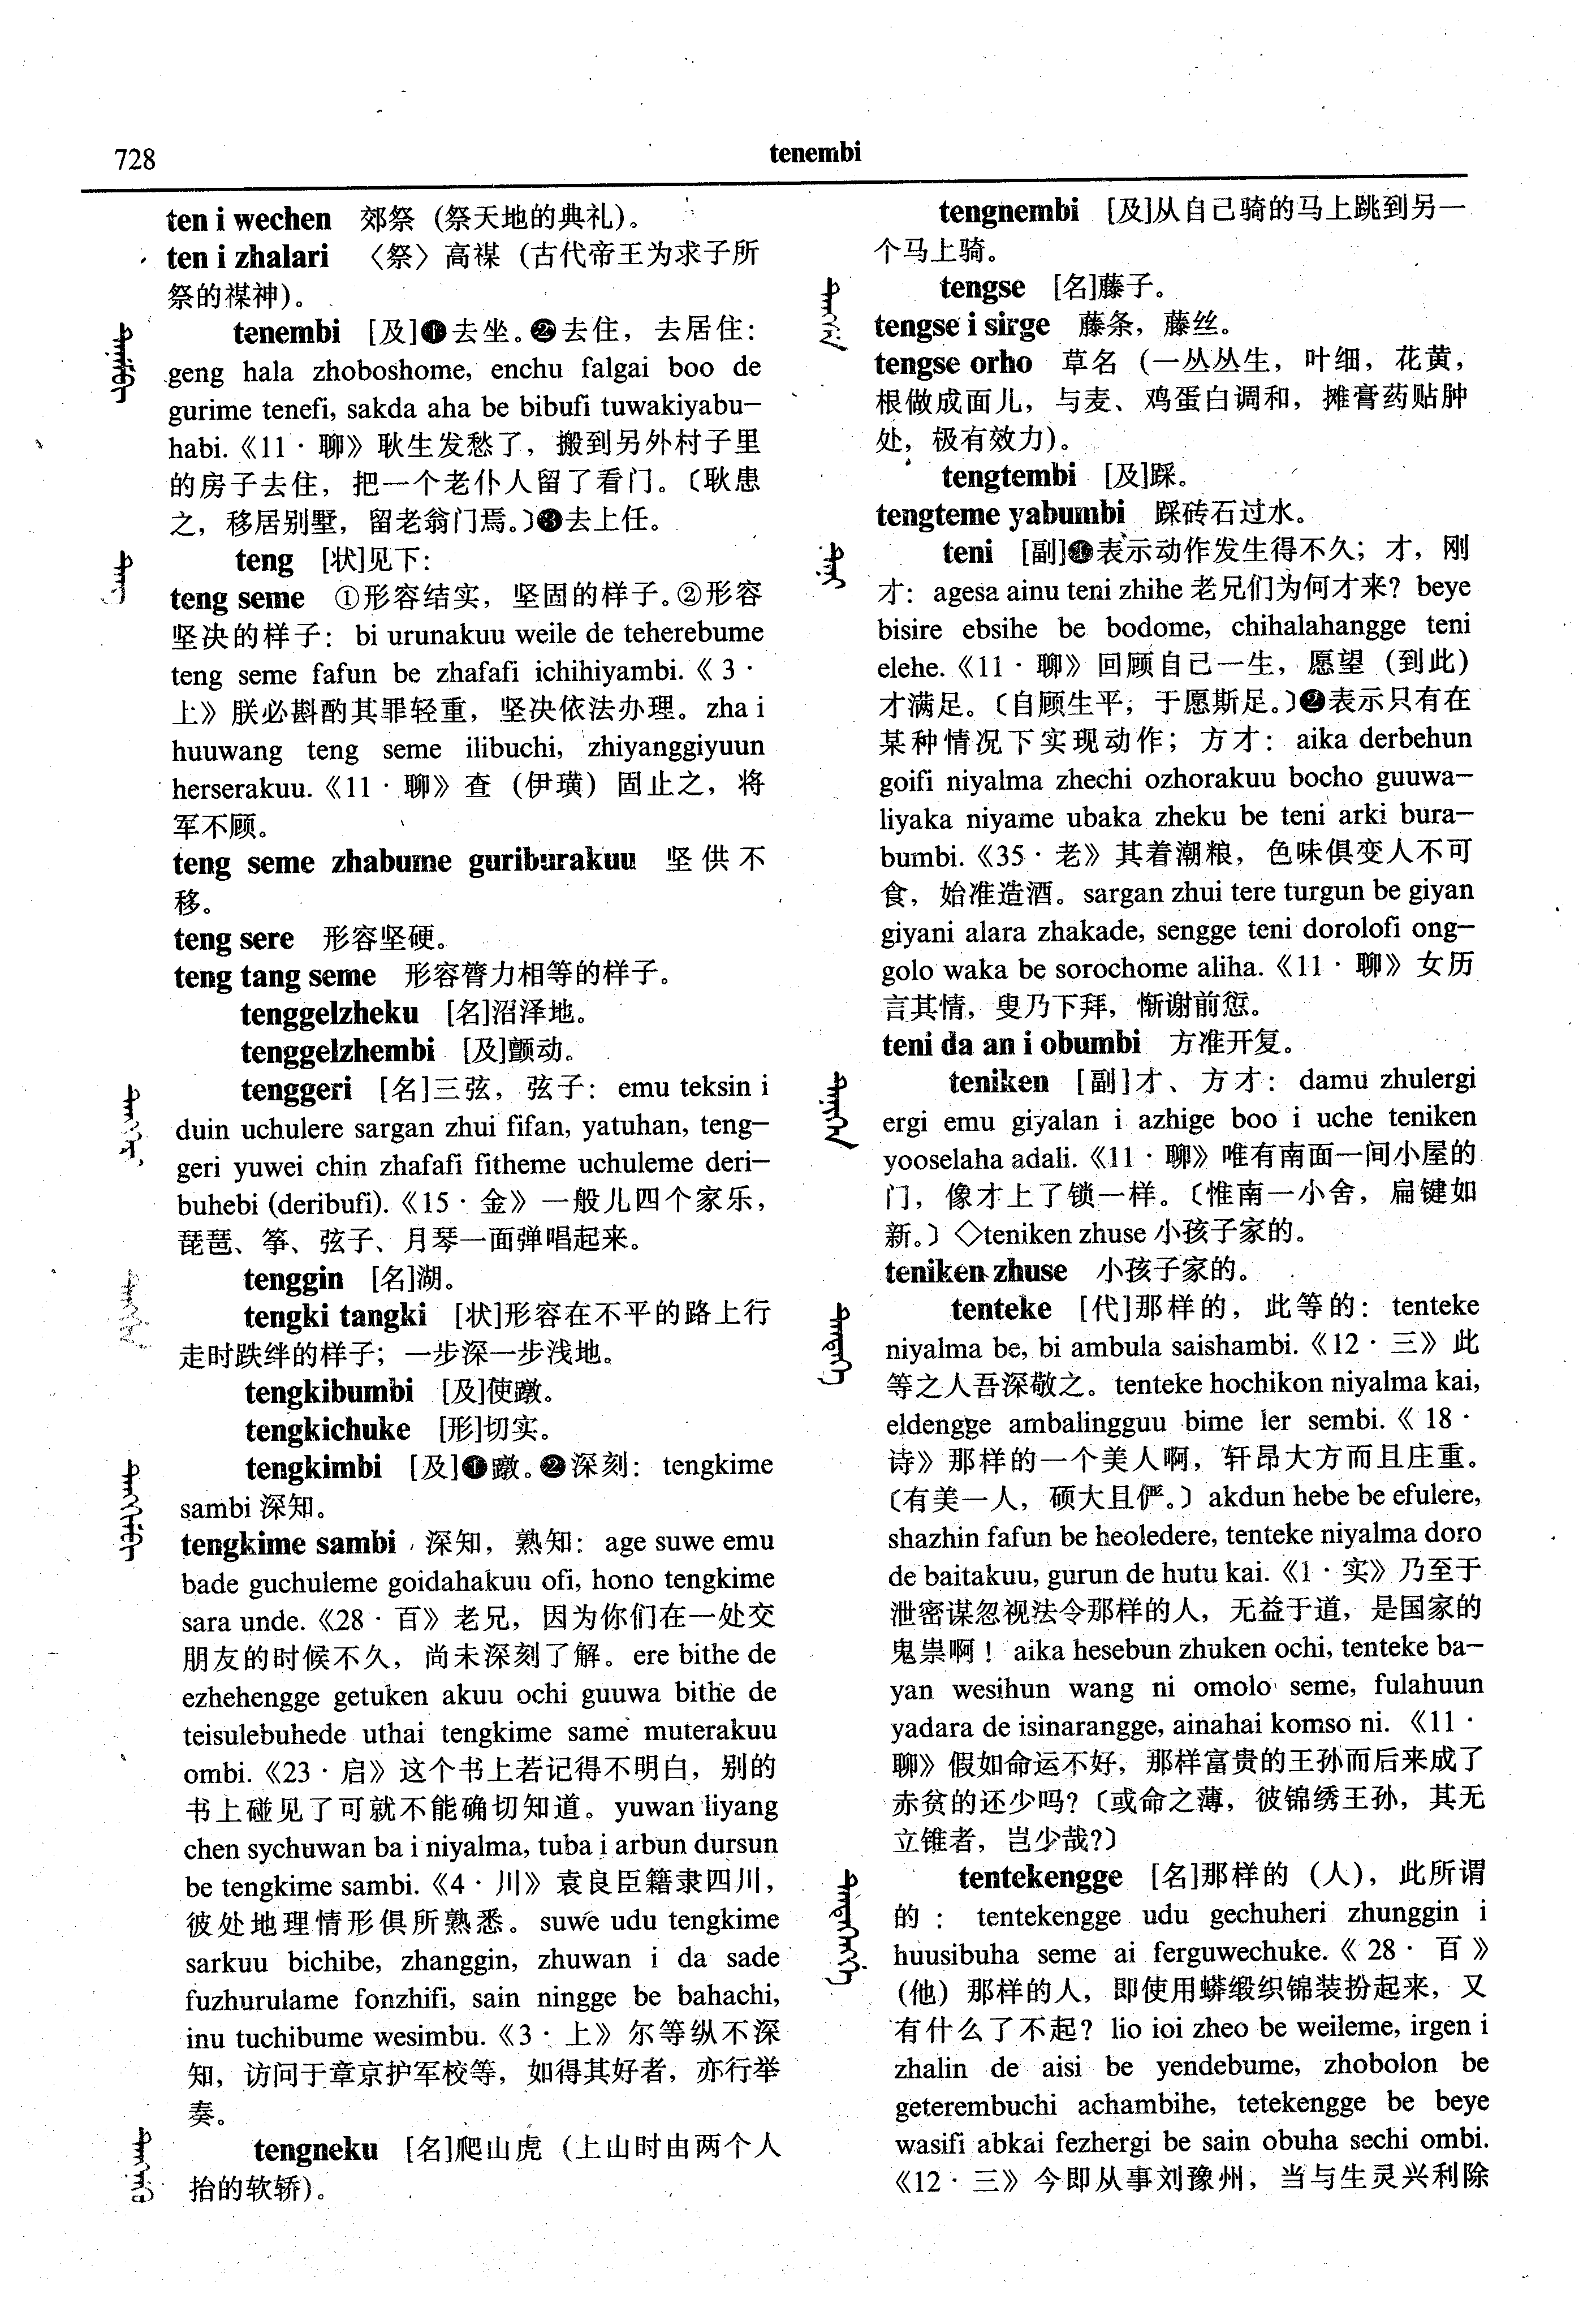 728
tenembi
ten i wechen 郊祭（祭天地的典礼）。
ten i zhalari 〈祭〉高禖（古代帝王为求子所
祭的禖神）。
tenembi [及]❶去坐。❷去住，去居住：
geng hala zhoboshome, enchu falgai boo de
gurime tenefi, sakda aha be bibufi tuwakiyabu-
habi.《11·聊》耿生发愁了，搬到另外村子里
的房子去住，把一个老仆人留了看门。〔耿患
之，移居别墅，留老翁门焉。〕❸去上任。
teng [状]见下：
teng seme ①形容结实，坚固的样子。②形容
坚决的样子：bi urunakuu weile de teherebume
teng seme fafun be zhafafi ichihiyambi.《3·
上》朕必斟酌其罪轻重，坚决依法办理。zha i
huuwang teng seme ilibuchi, zhiyanggiyuun
herserakuu.《11·聊》查（伊璜）固止之，将
军不顾。
teng seme zhabume guriburakuu 坚供不
移。
teng sere 形容坚硬。
teng tang seme 形容膂力相等的样子。
tenggelzheku [名]沼泽地。
tenggelzhembi [及]颤动。
tenggeri [名]三弦，弦子：emu teksin i
duin uchulere sargan zhui fifan, yatuhan, teng-
geri yuwei chin zhafafi fitheme uchuleme deri-
buhebi (deribufi).《15·金》一般儿四个家乐，
琵琶、筝、弦子、月琴一面弹唱起来。
tenggin [名]湖。
tengki tangki [状]形容在不平的路上行
走时跌绊的样子；一步深一步浅地。
tengkibumbi [及]使蹾。
tengkichuke [形]切实。
tengkimbi [及]❶蹾。❷深刻：tengkime
sambi 深知。
tengkime sambi 深知，熟知：age suwe emu
bade guchuleme goidahakuu ofi, hono tengkime
sara unde.《28·百》老兄，因为你们在一处交
朋友的时候不久，尚未深刻了解。ere bithe de
ezhehengge getuken akuu ochi guuwa bithe de
teisulebuhede uthai tengkime same muterakuu
ombi.《23·启》这个书上若记得不明白，别的
书上碰见了可就不能确切知道。yuwan liyang
chen sychuwan ba i niyalma, tuba i arbun dursun
be tengkime sambi.《4·川》袁良臣籍隶四川，
彼处地理情形俱所熟悉。suwe udu tengkime
sarkuu bichibe, zhanggin, zhuwan i da sade
fuzhurulame fonzhifi, sain ningge be bahachi,
inu tuchibume wesimbu.《3·上》尔等纵不深
知，访问于章京护军校等，如得其好者，亦行举
奏。
tengneku [名]爬山虎（上山时由两个人
抬的软轿）。
tengnembi [及]从自己骑的马上跳到另一
个马上骑。
tengse [名]藤子。
tengse i sirge 藤条，藤丝。
tengse orho 草名（一丛丛生，叶细，花黄，
根做成面儿，与麦、鸡蛋白调和，摊膏药贴肿
处，极有效力）。
tengtembi [及]踩。
tengteme yabumbi 踩砖石过水。
teni [副]❶表示动作发生得不久；才，刚
才：agesa ainu teni zhihe 老兄们为何才来？beye
bisire ebsihe be bodome, chihalahangge teni
elehe.《11·聊》回顾自己一生，愿望（到此）
才满足。〔自顾生平，于愿斯足。〕❷表示只有在
某种情况下实现动作；方才：aika derbehun
goifi niyalma zhechi ozhorakuu bocho guuwa-
liyaka niyame ubaka zheku be teni arki bura-
bumbi.《35·老》其着潮粮，色味俱变人不可
食，始准造酒。sargan zhui tere turgun be giyan
giyani alara zhakade, sengge teni dorolofi ong-
golo waka be sorochome aliha.《11·聊》女历
言其情，叟乃下拜，惭谢前愆。
teni da an i obumbi 方准开复。
teniken [副]才、方才：damu zhulergi
ergi emu giyalan i azhige boo i uche teniken
yooselaha adali.《11·聊》唯有南面一间小屋的
门，像才上了锁一样。〔惟南一小舍，扃键如
新。〕◇teniken zhuse 小孩子家的。
teniken zhuse 小孩子家的。
tenteke [代]那样的，此等的：tenteke
niyalma be, bi ambula saishambi.《12·三》此
等之人吾深敬之。tenteke hochikon niyalma kai,
eldengge ambalingguu bime ler sembi.《18·
诗》那样的一个美人啊，轩昂大方而且庄重。
〔有美一人，硕大且俨。〕akdun hebe be efulere,
shazhin fafun be heoledere, tenteke niyalma doro
de baitakuu, gurun de hutu kai.《1·实》乃至于
泄密谋忽视法令那样的人，无益于道，是国家的
鬼祟啊！aika hesebun zhuken ochi, tenteke ba-
yan wesihun wang ni omolo seme, fulahuun
yadara de isinarangge, ainahai komso ni.《11·
聊》假如命运不好，那样富贵的王孙而后来成了
赤贫的还少吗？〔或命之薄，彼锦绣王孙，其无
立锥者，岂少哉？〕
tentekengge [名]那样的（人），此所谓
的：tentekengge udu gechuheri zhunggin i
huusibuha seme ai ferguwechuke.《28·百》
（他）那样的人，即使用蟒缎织锦装扮起来，又
有什么了不起？lio ioi zheo be weileme, irgen i
zhalin de aisi be yendebume, zhobolon be
geterembuchi achambihe, tetekengge be beye
wasifi abkai fezhergi be sain obuha sechi ombi.
《12·三》今即从事刘豫州，当与生灵兴利除